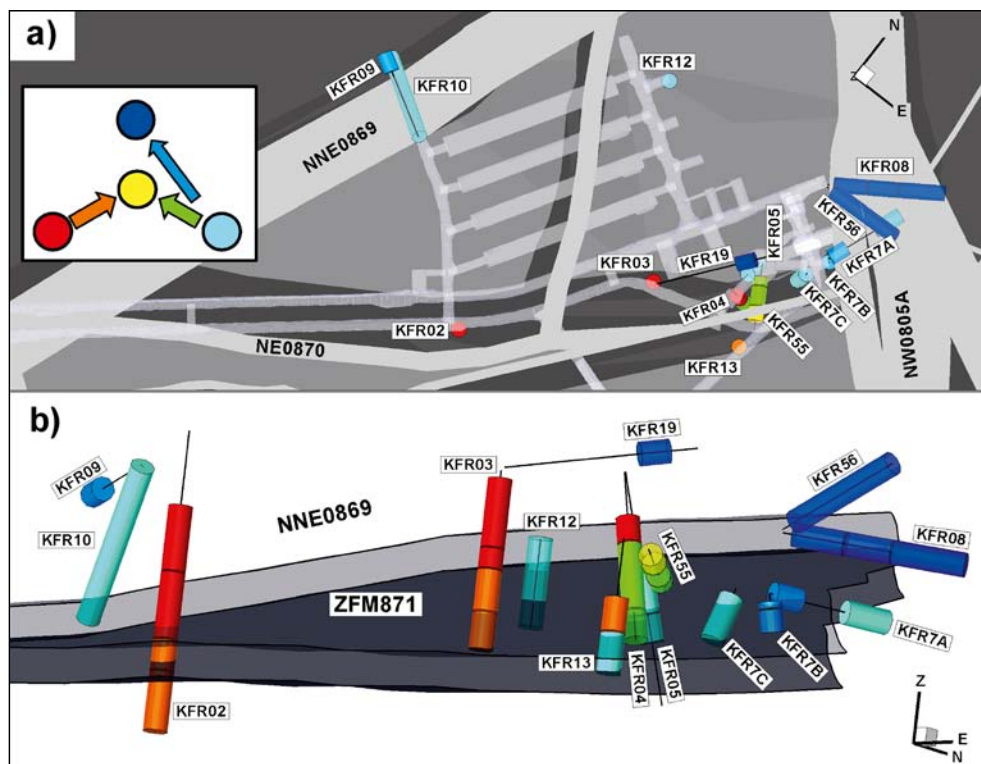 a)
N
Z
E
KFR09
KFR10
KFR12
NNE0869
KFR08
KFR56
KFR05
KFR7A
KFR03
KFR19
KFR7B
KFR04
KFR7C
KFR02
KFR55
NE0870
KFR13
NW0805A
b)
KFR19
KFR09
KFR03
KFR56
NNE0869
KFR12
KFR10
KFR08
KFR55
ZFM871
KFR7A
KFR13
KFR7B
KFR7C
KFR04
KFR05
KFR02
Z
E
N